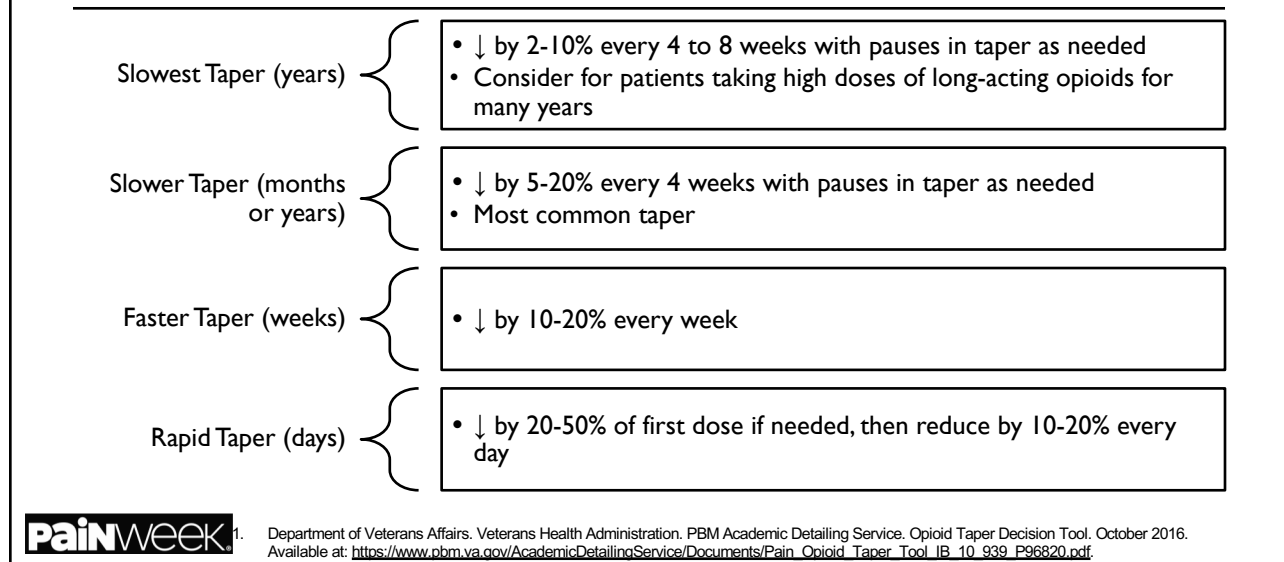 Slowest Taper (years)
• ↓ by 2-10% every 4 to 8 weeks with pauses in taper as needed
• Consider for patients taking high doses of long-acting opioids for
many years
Slower Taper (months
or years)
• ↓ by 5-20% every 4 weeks with pauses in taper as needed
• Most common taper
Faster Taper (weeks)
• ↓ by 10-20% every week
Rapid Taper (days)
• ↓ by 20-50% of first dose if needed, then reduce by 10-20% every
day
PaiNWeek.
1. Department of Veterans Affairs. Veterans Health Administration. PBM Academic Detailing Service. Opioid Taper Decision Tool. October 2016.
Available at: https://www.pbm.va.gov/AcademicDetailingService/Documents/Pain_Opioid_Taper_Tool_IB_10_939_P96820.pdf.